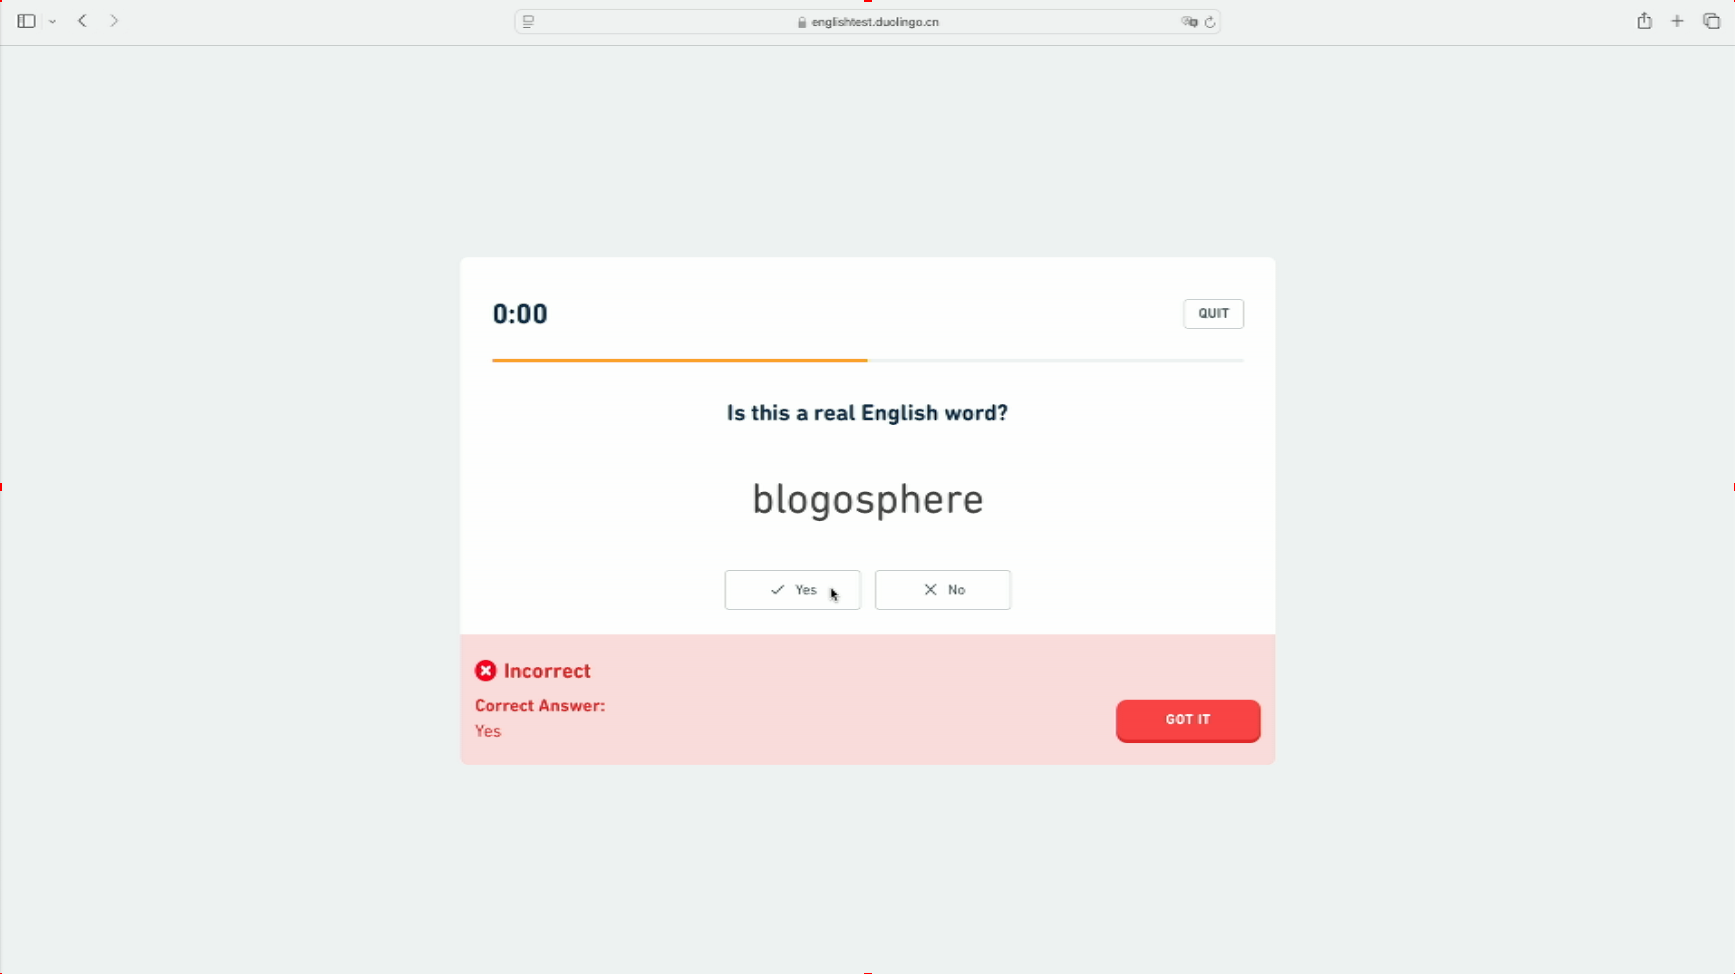 englishtest.duolingo.cn
0:00
QUIT
Is this a real English word?
blogosphere
Yes
No
Incorrect
Correct Answer:
Yes
GOT IT